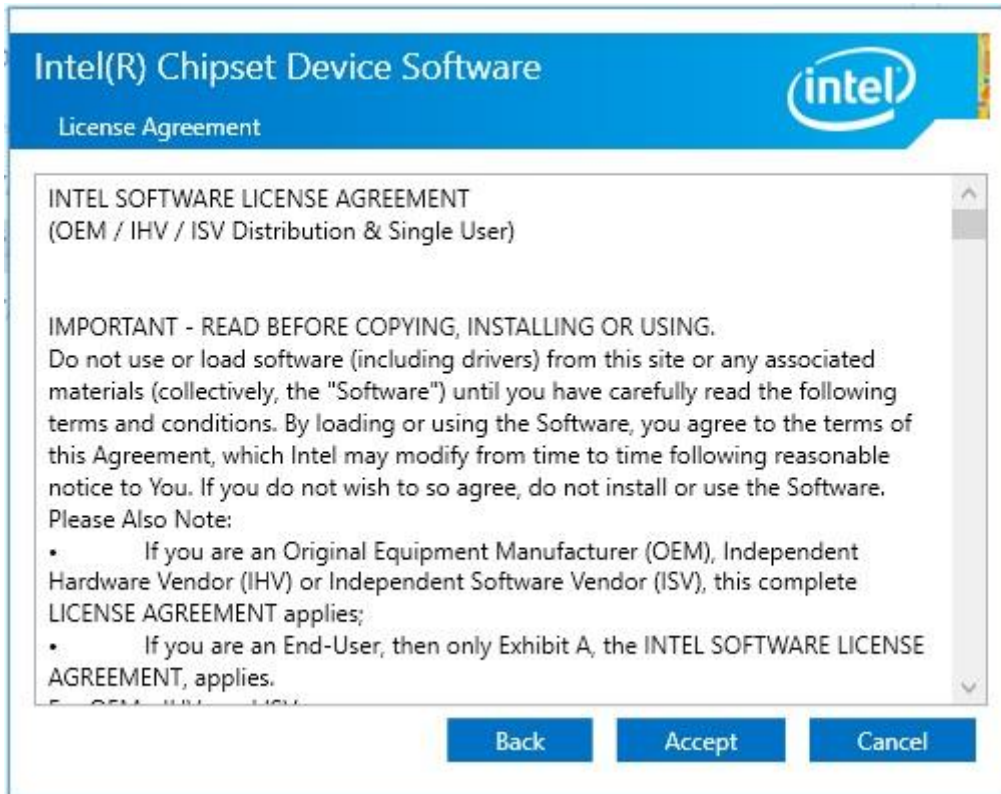 Intel(R) Chipset Device Software
intel
License Agreement
INTEL SOFTWARE LICENSE AGREEMENT
(OEM / IHV / ISV Distribution & Single User)
IMPORTANT - READ BEFORE COPYING, INSTALLING OR USING.
Do not use or load software (including drivers) from this site or any associated
materials (collectively, the "Software") until you have carefully read the following
terms and conditions. By loading or using the Software, you agree to the terms of
this Agreement, which Intel may modify from time to time following reasonable
notice to You. If you do not wish to so agree, do not install or use the Software.
Please Also Note:
• If you are an Original Equipment Manufacturer (OEM), Independent
Hardware Vendor (IHV) or Independent Software Vendor (ISV), this complete
LICENSE AGREEMENT applies;
• If you are an End-User, then only Exhibit A, the INTEL SOFTWARE LICENSE
AGREEMENT, applies.
Back Accept Cancel